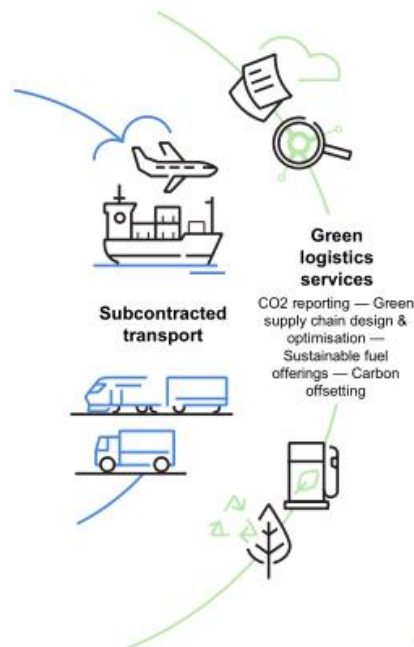 Green
logistics
services
CO2 reporting — Green
supply chain design &
optimisation —
Sustainable fuel
offerings — Carbon
offsetting
Subcontracted
transport